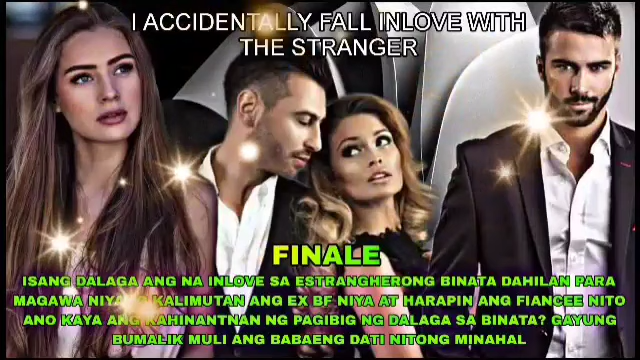 I ACCIDENTALLY FALL INLOVE WITH
THE STRANGER
FINALE
ISANG DALAGA ANG NA INLOVE SA ESTRANGHERONG BINATA DAHILAN PARA
MAGAWA KALIMUTAN ANG EX BF NIYA AT HARAPIN ANG FIANCEE NITO
ANO KAYA ANG KAHINANTNAN NG PAGIBIG NG DALAGA SA BINATA? GAYUNG
BUMALIK MULI ANG BABAENG DATI NITONG MINAHAL